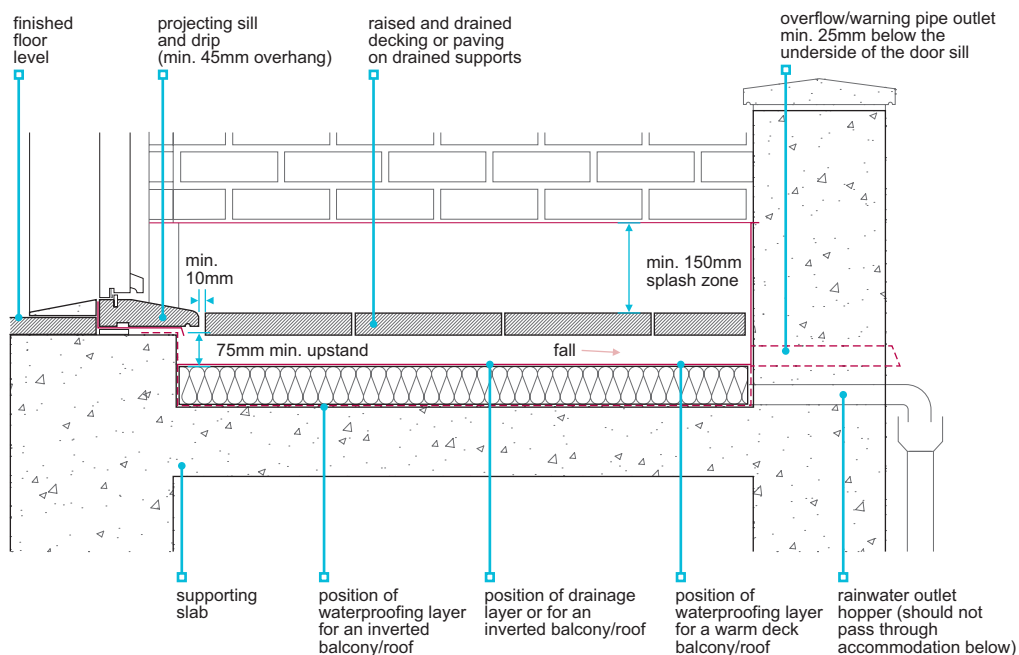 finished
floor
level
projecting sill
and drip
(min. 45mm overhang)
raised and drained
decking or paving
on drained supports
overflow/warning pipe outlet
min. 25mm below the
underside of the door sill
min.
10mm
min. 150mm
splash zone
75mm min. upstand
fall
supporting
slab
position of
waterproofing layer
for an inverted
balcony/roof
position of drainage
layer or for an
inverted balcony/roof
position of
waterproofing layer
for a warm deck
balcony/roof
rainwater outlet
hopper (should not
pass through
accommodation below)